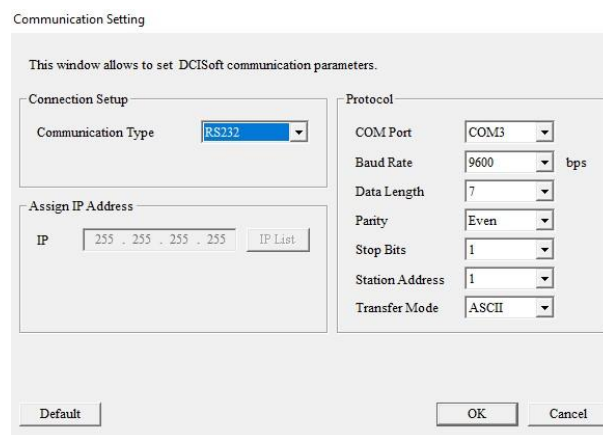 Communication Setting
This window allows to set DCISoft communication parameters.
Connection Setup
Communication Type RS232
Assign IP Address
IP 255 . 255 . 255 . 255 IP List
Protocol
COM Port COM3
Baud Rate 9600 bps
Data Length 7
Parity Even
Stop Bits 1
Station Address 1
Transfer Mode ASCII
Default OK Cancel